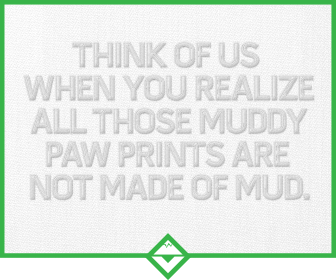 THINK OF US
WHEN YOU REALIZE
ALL THOSE MUDDY
PAW PRINTS ARE
NOT MADE OF MUD.